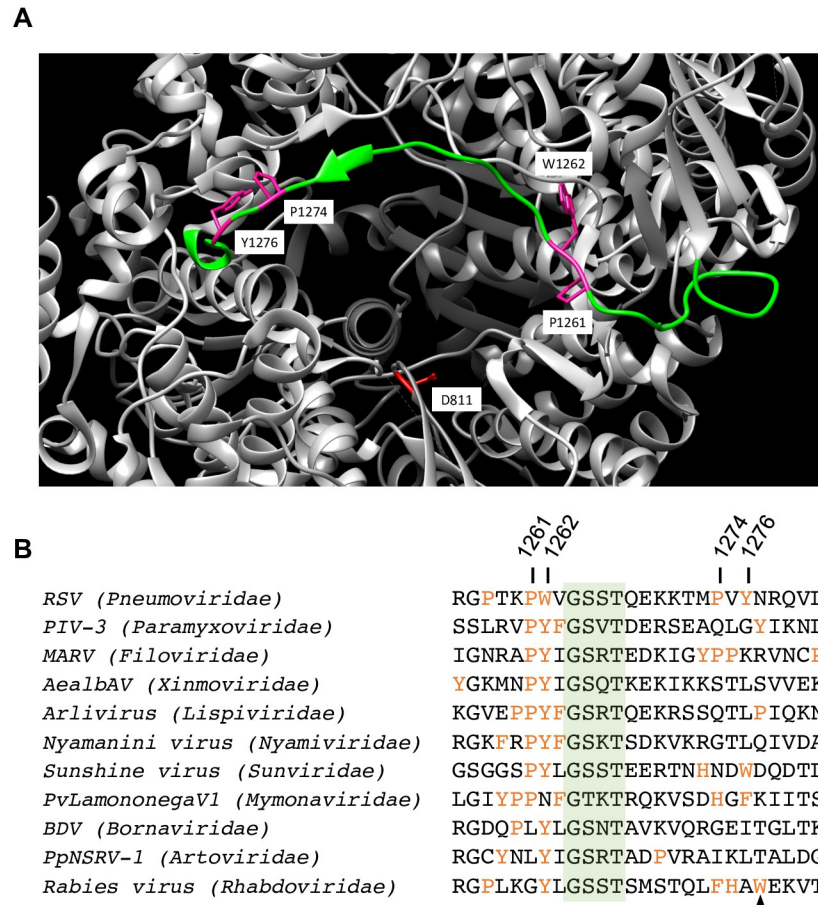 A
W1262
P1274
Y1276
P1261
D811
B
1261 1262 1274 1276
RSV (Pneumoviridae) RGPTKPWVGSSTQEKKTMPVYNRQVI
PIV-3 (Paramyxoviridae) SSLRVPYFGSVTDERSEAQLGYIKNI
MARV (Filoviridae) IGNRAPYIGSRTEDKIGYPPKRVNCP
AealbAV (Xinmoviridae) YGKMNPYIGSQTKEKIKKSTLSVVEK
Arlivirus (Lispiviridae) KGVEPPYFGSRTQEKRSSQTLPIQKN
Nyamanini virus (Nyamiviridae) RGKFRPYFGSKTSDKVKRGTLQIVDA
Sunshine virus (Sunviridae) GSGGSPYLGSSTEERTNHNDWDQDTI
PvLamononegaV1 (Mymonaviridae) LGIYPPNFGTKTRQKVSDHGFKIITS
BDV (Bornaviridae) RGDQPLYLGSNTAVKVQRGEITGLTK
PpNSRV-1 (Artoviridae) RGCYNLYIGSRTADPVRAIKLTALDG
Rabies virus (Rhabdoviridae) RGPLKGYLGSSTSMSTQLFHAWEKVT